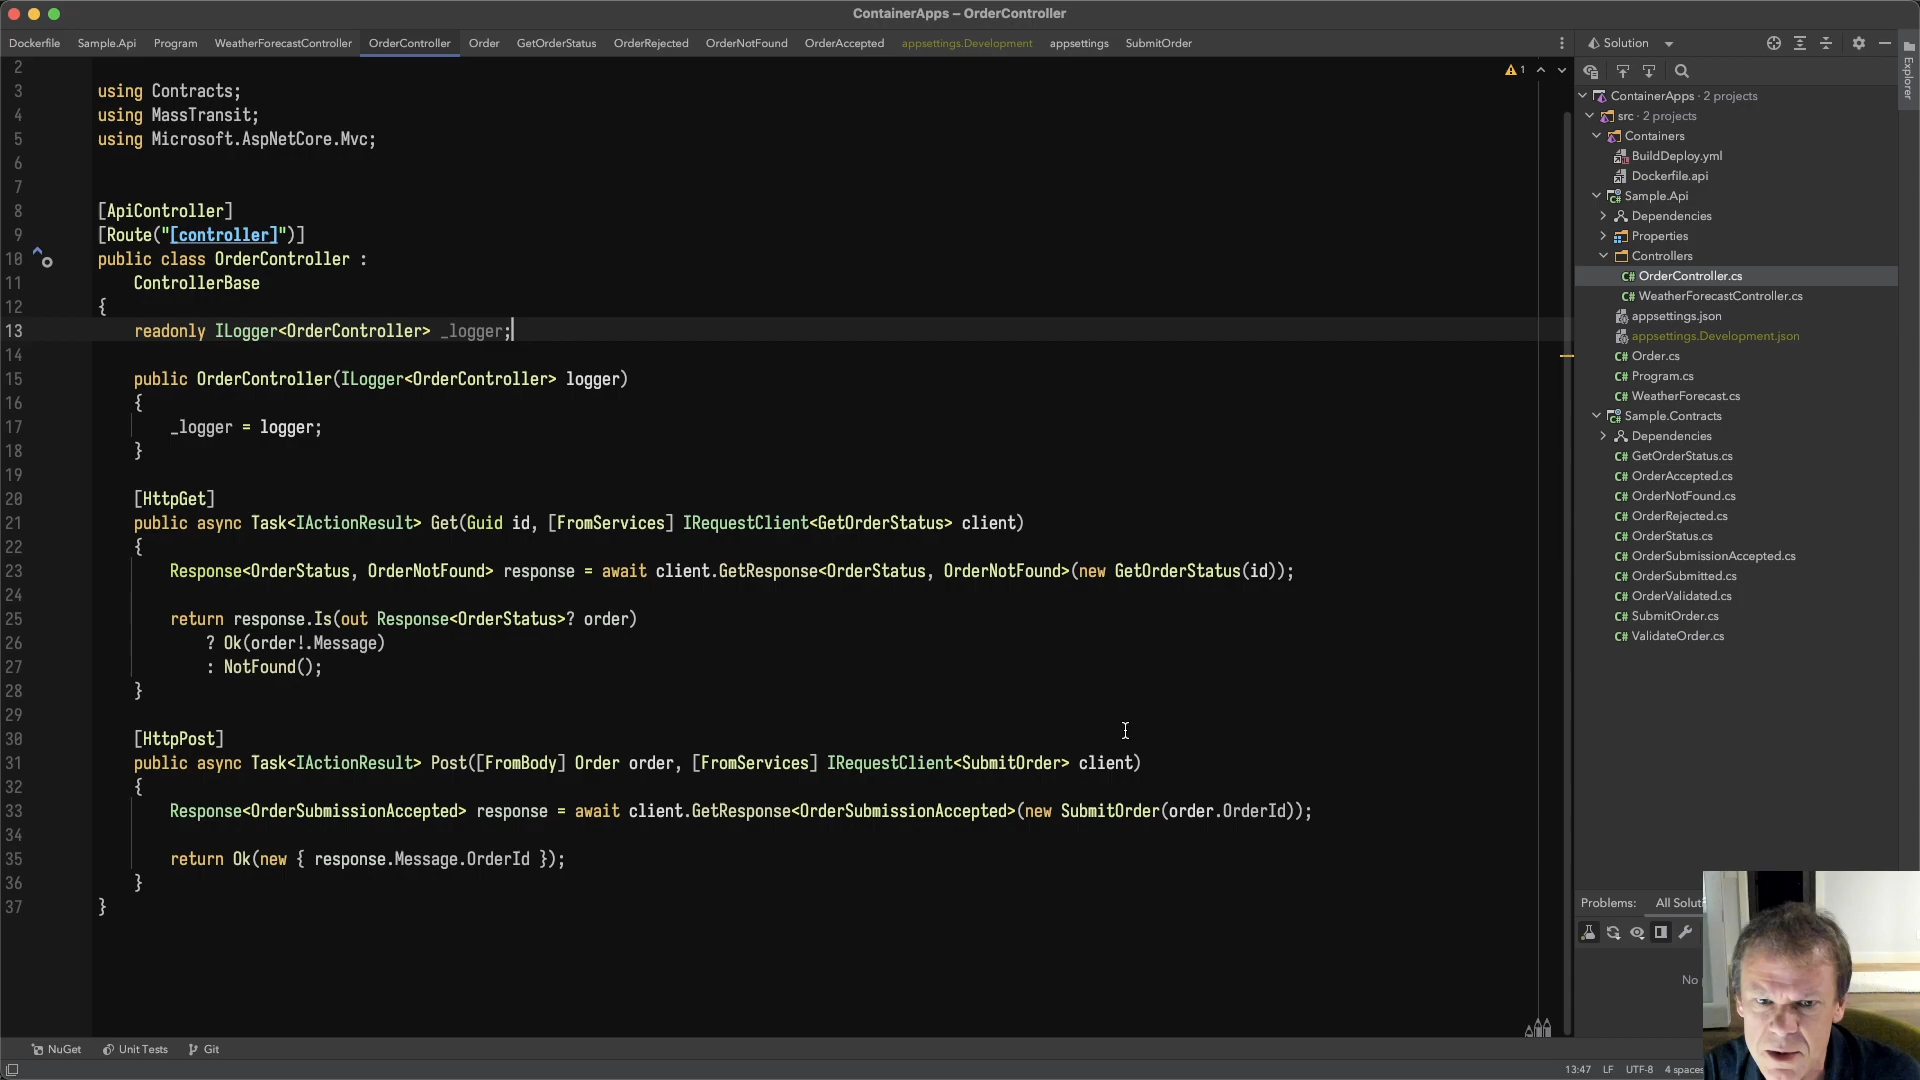 ContainerApps – OrderController
Dockerfile Sample.Api Program WeatherForecastController OrderController Order GetOrderStatus OrderRejected OrderNotFound OrderAccepted appsettings.Development appsettings SubmitOrder
Solution
Explorer
2
3 using Contracts;
4 using MassTransit;
5 using Microsoft.AspNetCore.Mvc;
6
7
8 [ApiController]
9 [Route("[controller]")]
10 public class OrderController :
11 ControllerBase
12 {
13 readonly ILogger<OrderController> _logger;
14
15 public OrderController(ILogger<OrderController> logger)
16 {
17 _logger = logger;
18 }
19
20 [HttpGet]
21 public async Task<IActionResult> Get(Guid id, [FromServices] IRequestClient<GetOrderStatus> client)
22 {
23 Response<OrderStatus, OrderNotFound> response = await client.GetResponse<OrderStatus, OrderNotFound>(new GetOrderStatus(id));
24
25 return response.Is(out Response<OrderStatus>? order)
26 ? Ok(order!.Message)
27 : NotFound();
28 }
29
30 [HttpPost]
31 public async Task<IActionResult> Post([FromBody] Order order, [FromServices] IRequestClient<SubmitOrder> client)
32 {
33 Response<OrderSubmissionAccepted> response = await client.GetResponse<OrderSubmissionAccepted>(new SubmitOrder(order.OrderId));
34
35 return Ok(new { response.Message.OrderId });
36 }
37 }
1
ContainerApps · 2 projects
src · 2 projects
Containers
BuildDeploy.yml
Dockerfile.api
Sample.Api
Dependencies
Properties
Controllers
C# OrderController.cs
C# WeatherForecastController.cs
appsettings.json
appsettings.Development.json
C# Order.cs
C# Program.cs
C# WeatherForecast.cs
Sample.Contracts
Dependencies
C# GetOrderStatus.cs
C# OrderAccepted.cs
C# OrderNotFound.cs
C# OrderRejected.cs
C# OrderStatus.cs
C# OrderSubmissionAccepted.cs
C# OrderSubmitted.cs
C# OrderValidated.cs
C# SubmitOrder.cs
C# ValidateOrder.cs
Problems: All Solut
No
NuGet Unit Tests Git
13:47 LF UTF-8 4 spaces